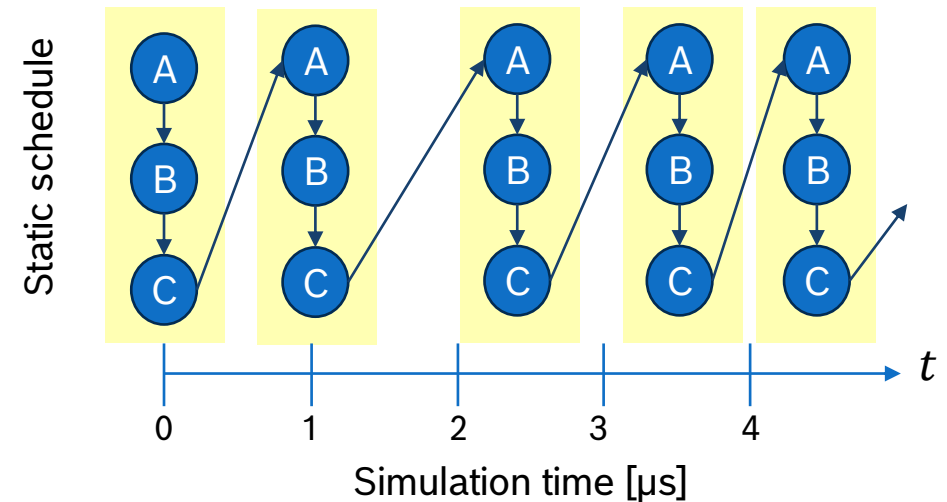 Static schedule
A A A A A
B B B B B
C C C C C
t
0 1 2 3 4
Simulation time [µs]